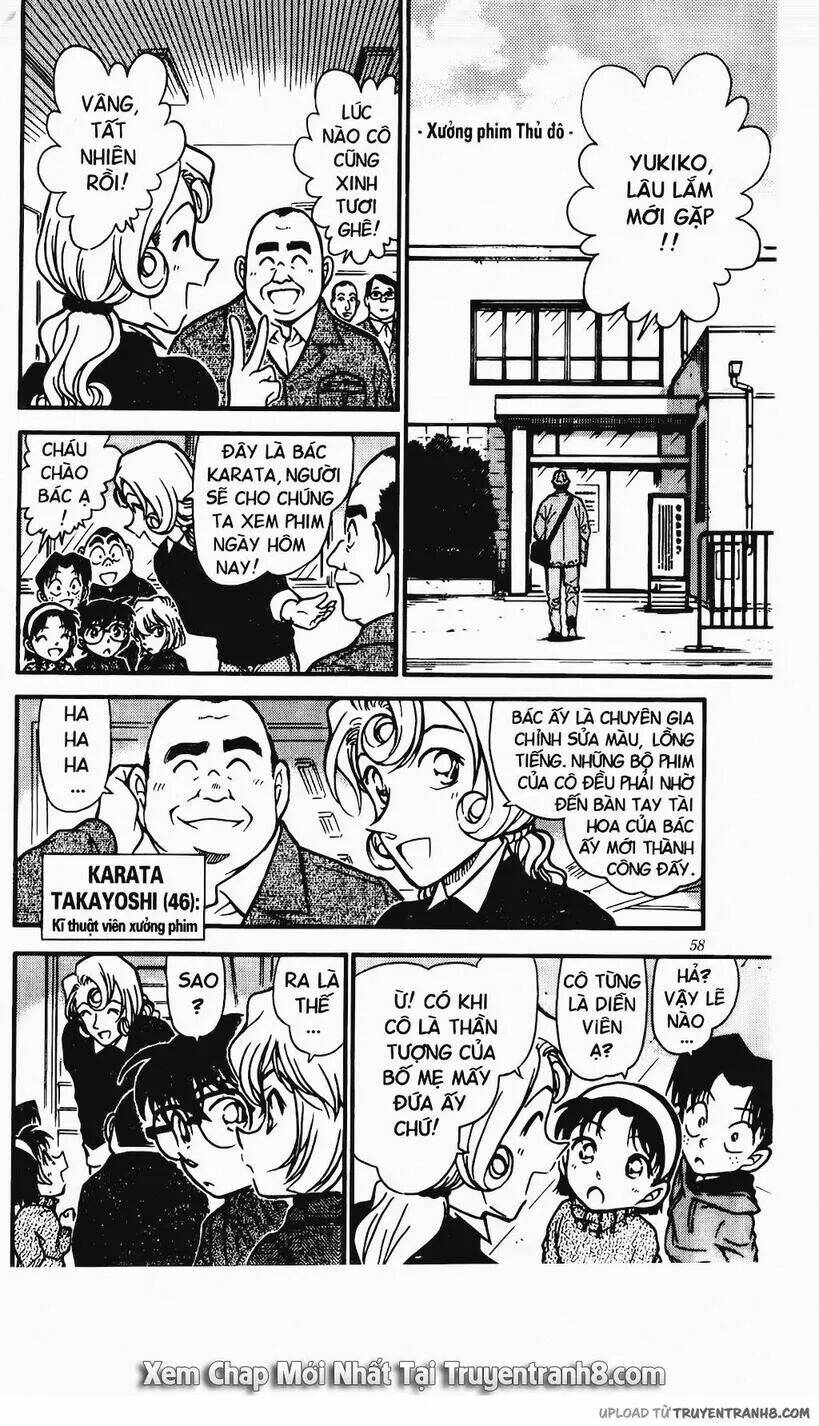 - Xưởng phim Thủ đô -
YUKIKO,
LÂU LẮM
MỚI GẶP
!!
LÚC
NÀO CÔ
CŨNG
XINH
TƯƠI
GHÊ!
VÂNG,
TẤT
NHIÊN
RỒI!
ĐÂY LÀ BÁC
KARATA, NGƯỜI
SẼ CHO CHÚNG
TA XEM PHIM
NGÀY HÔM
NAY!
CHÁU
CHÀO
BÁC Ạ
!
BÁC ẤY LÀ CHUYÊN GIA
CHỈNH SỬA MÀU, LỒNG
TIẾNG. NHỮNG BỘ PHIM
CỦA CÔ ĐỀU PHẢI NHỜ
ĐẾN BÀN TAY TÀI
HOA CỦA BÁC
ẤY MỚI THÀNH
CÔNG ĐẤY.
HA
HA
HA
...
KARATA
TAKAYOSHI (46):
Kĩ thuật viên xưởng phim
58
HẢ?
VẬY LẼ
NÀO...
CÔ TỪNG
LÀ DIỄN
VIÊN
Ạ?
Ừ! CÓ KHI
CÔ LÀ THẦN
TƯỢNG CỦA
BỐ MẸ MẤY
ĐỨA ẤY
CHỨ!
RA LÀ
THẾ
...
SAO
?
Xem Chap Mới Nhất Tại Truyentranh8.com
UPLOAD TỪ TRUYENTRANH8.COM